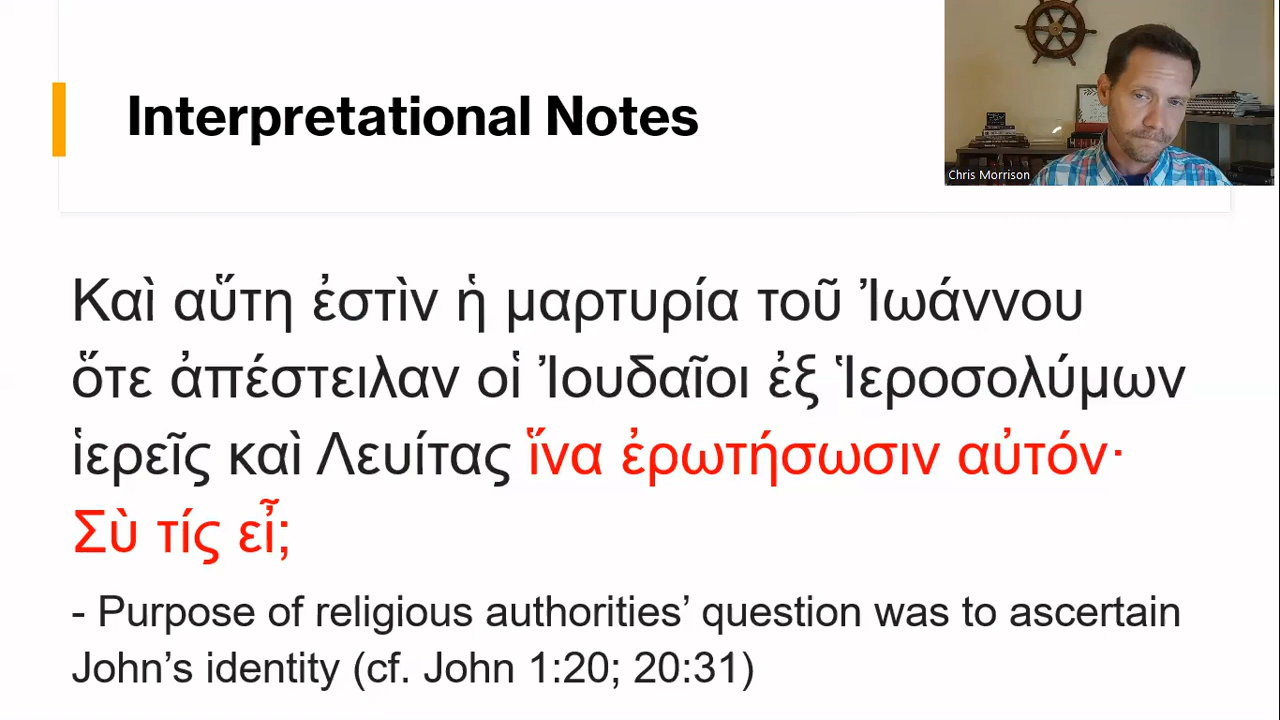 Interpretational Notes
Chris Morrison
Καὶ αὕτη ἐστὶν ἡ μαρτυρία τοῦ Ἰωάννου
ὅτε ἀπέστειλαν οἱ Ἰουδαῖοι ἐξ Ἱεροσολύμων
ἱερεῖς καὶ Λευίτας ἵνα ἐρωτήσωσιν αὐτόν·
Σὺ τίς εἶ;
- Purpose of religious authorities’ question was to ascertain
John’s identity (cf. John 1:20; 20:31)